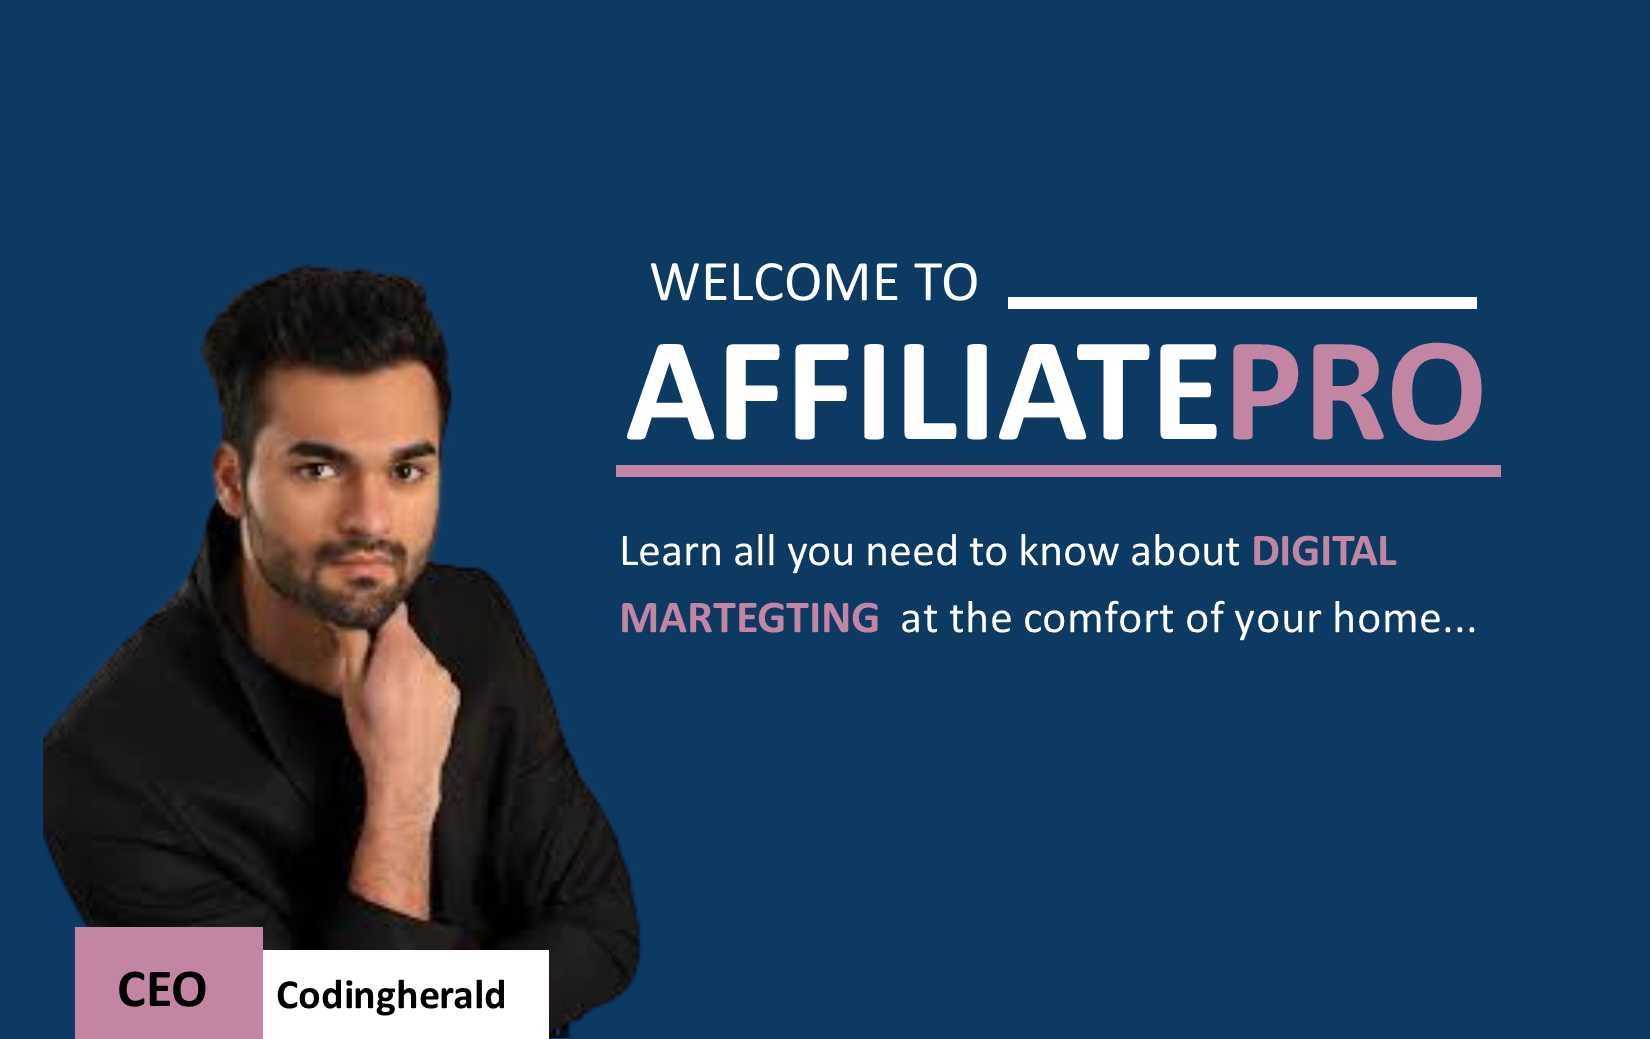 WELCOME TO
AFFILIATEPRO
Learn all you need to know about DIGITAL
MARTEGTING at the comfort of your home...
CEO
Codingherald